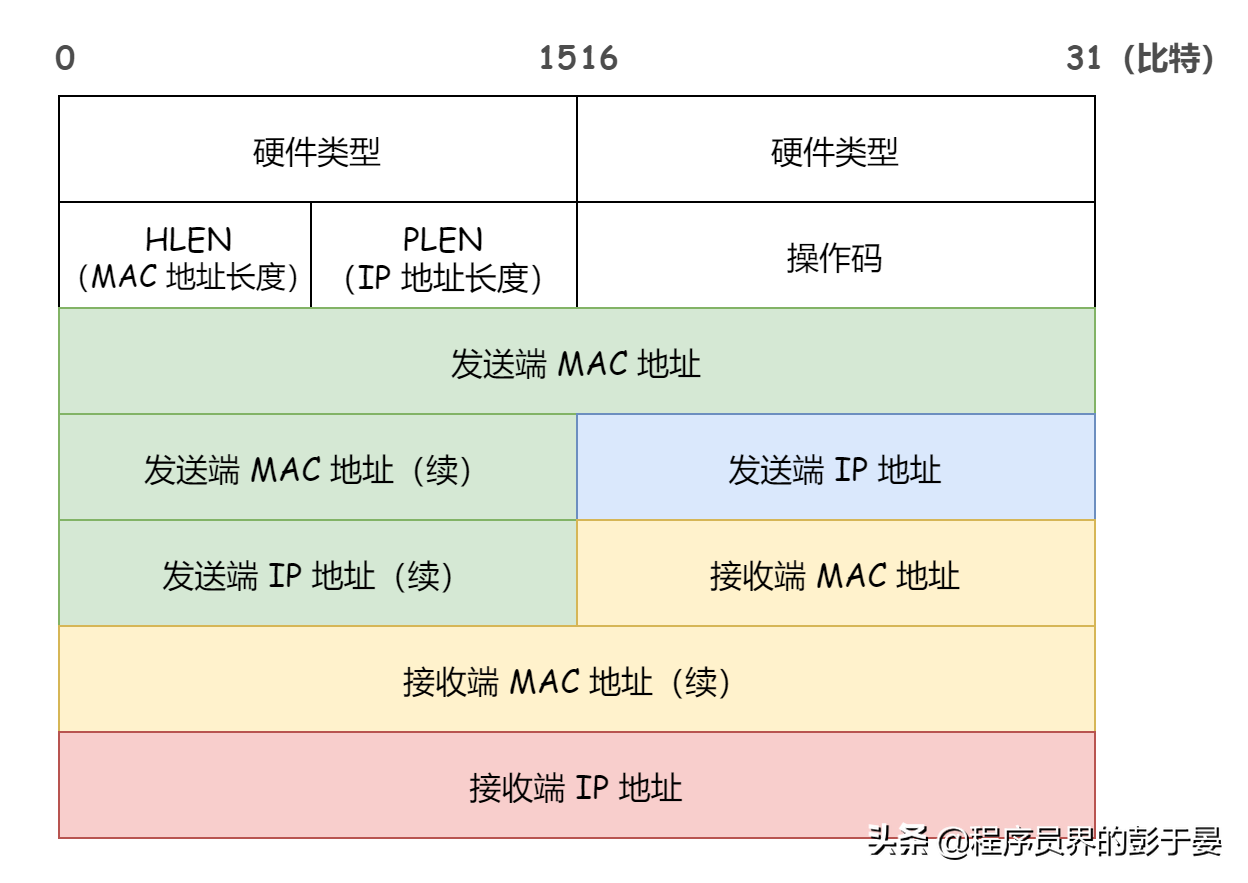 0 1516 31 (比特)
硬件类型 硬件类型
HLEN PLEN
(MAC 地址长度) (IP 地址长度) 操作码
发送端 MAC 地址
发送端 MAC 地址（续） 发送端 IP 地址
发送端 IP 地址（续） 接收端 MAC 地址
接收端 MAC 地址（续）
接收端 IP 地址
头条 @程序员界的彭于晏